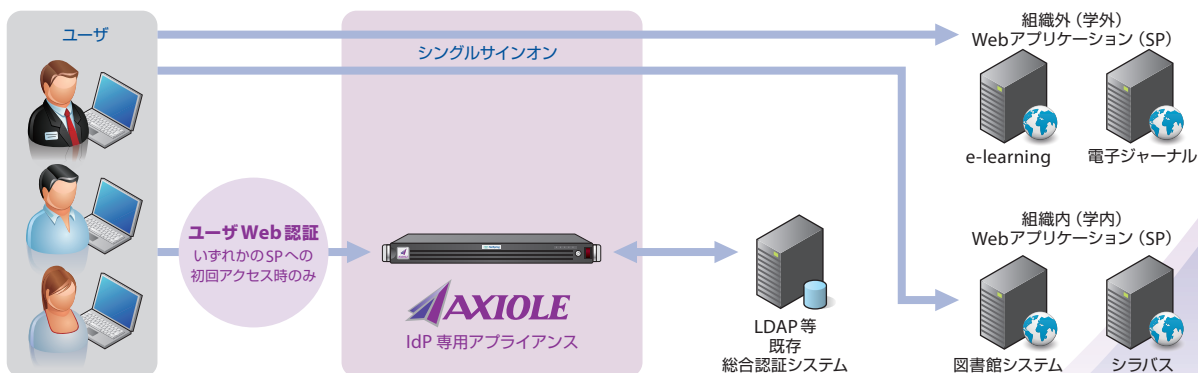 ユーザ
シングルサインオン
組織外（学外）
Webアプリケーション（SP）
e-learning
電子ジャーナル
ユーザWeb認証
いずれかのSPへの
初回アクセス時のみ
AXIOLE
IdP 専用アプライアンス
LDAP等
既存
総合認証システム
組織内（学内）
Webアプリケーション（SP）
図書館システム
シラバス